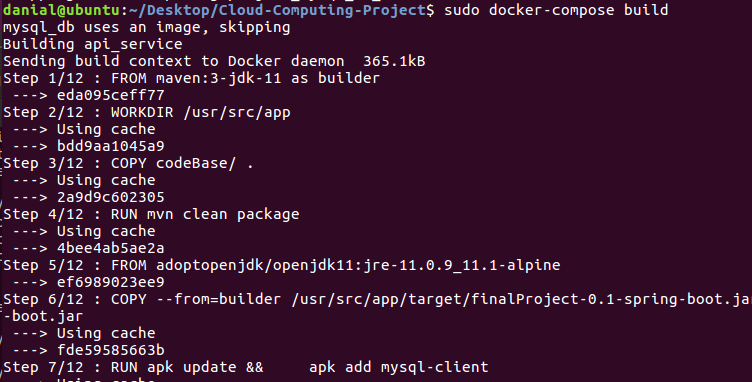 danial@ubuntu:~/Desktop/Cloud-Computing-Project$ sudo docker-compose build
mysql_db uses an image, skipping
Building api_service
Sending build context to Docker daemon  365.1kB
Step 1/12 : FROM maven:3-jdk-11 as builder
 ---> eda095ceff77
Step 2/12 : WORKDIR /usr/src/app
 ---> Using cache
 ---> bdd9aa1045a9
Step 3/12 : COPY codeBase/ .
 ---> Using cache
 ---> 2a9d9c602305
Step 4/12 : RUN mvn clean package
 ---> Using cache
 ---> 4bee4ab5ae2a
Step 5/12 : FROM adoptopenjdk/openjdk11:jre-11.0.9_11.1-alpine
 ---> ef6989023ee9
Step 6/12 : COPY --from=builder /usr/src/app/target/finalProject-0.1-spring-boot.ja
-boot.jar
 ---> Using cache
 ---> fde59585663b
Step 7/12 : RUN apk update &&     apk add mysql-client
 ---> Using cache